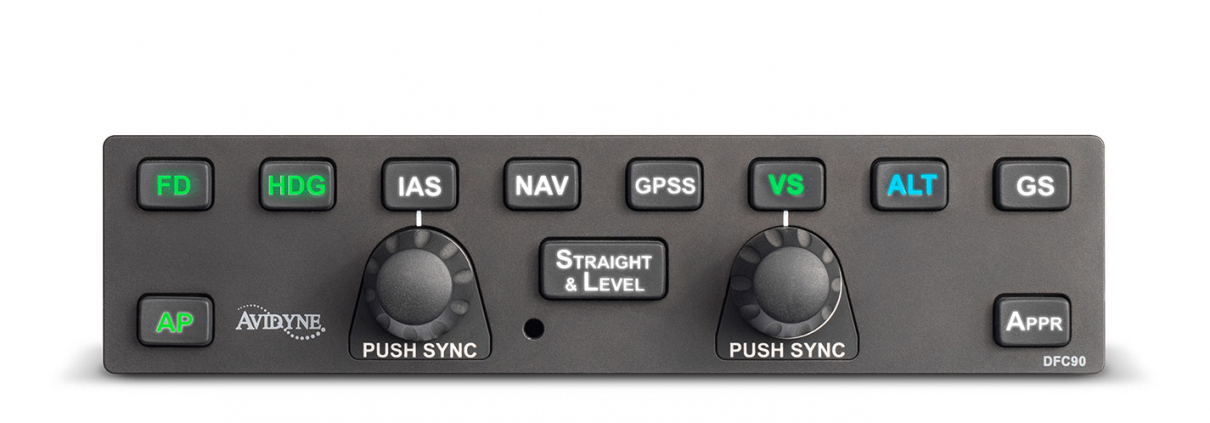 FD HDG IAS NAV GPSS VS ALT GS
STRAIGHT
& LEVEL
AP AVIDYNE APPR
PUSH SYNC PUSH SYNC
DFC90